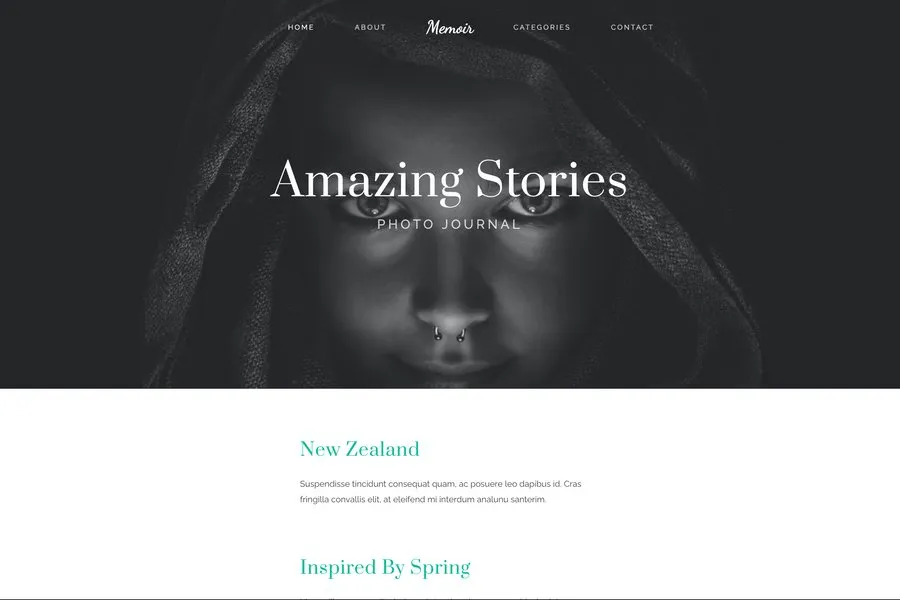 HOME ABOUT Memoir CATEGORIES CONTACT
Amazing Stories
PHOTO JOURNAL
New Zealand
Suspendisse tincidunt consequat quam, ac posuere leo dapibus id. Cras
fringilla convallis elit, at eleifend mi interdum analunu santerim.
Inspired By Spring